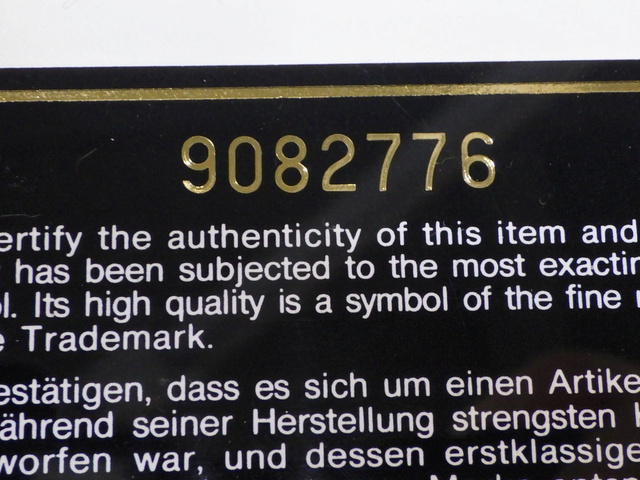 9082776
ertify the authenticity of this item and
has been subjected to the most exactin
ol. Its high quality is a symbol of the fine
e Trademark.
estätigen, dass es sich um einen Artike
ährend seiner Herstellung strengsten
worfen war, und dessen erstklassige